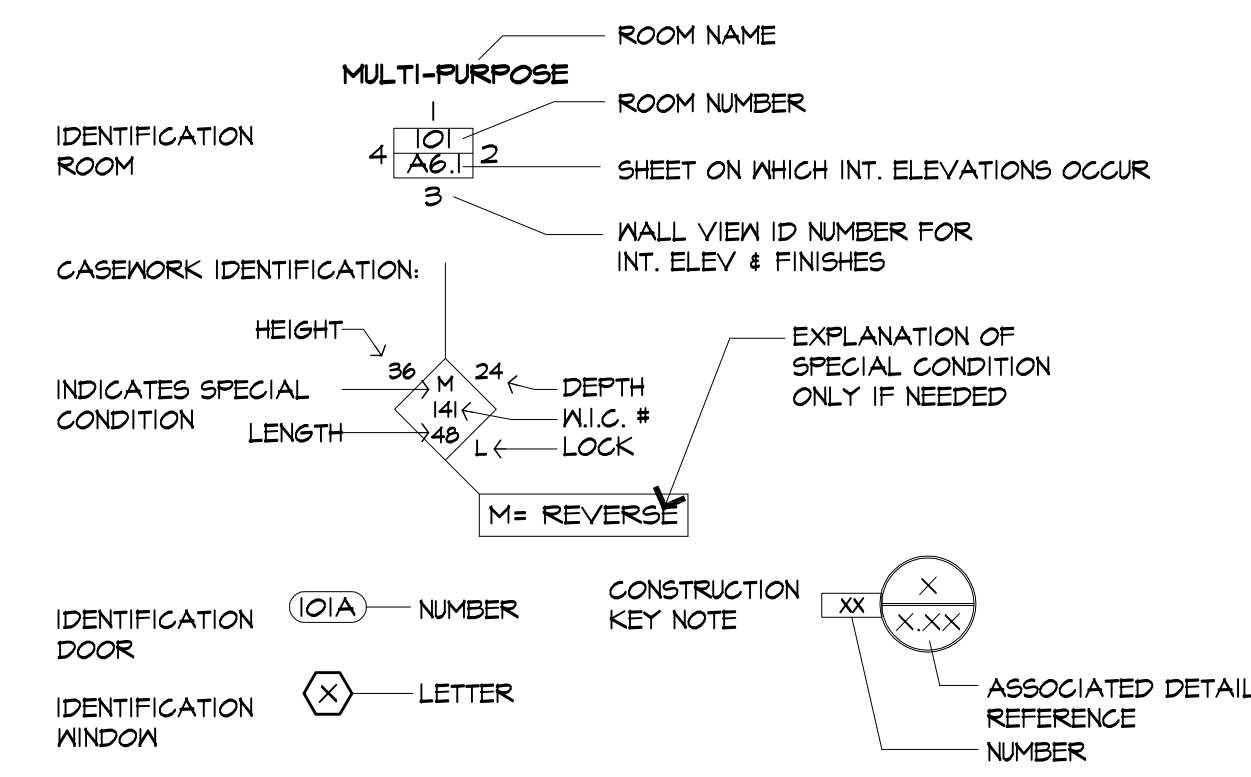 ROOM NAME
MULTI-PURPOSE
1
ROOM NUMBER
IDENTIFICATION
ROOM
101
4
2
A6.1
SHEET ON WHICH INT. ELEVATIONS OCCUR
3
WALL VIEW ID NUMBER FOR
INT. ELEV & FINISHES
CASEWORK IDENTIFICATION:
HEIGHT
EXPLANATION OF
SPECIAL CONDITION
ONLY IF NEEDED
36
24
M
INDICATES SPECIAL
CONDITION
DEPTH
141
W.I.C. #
LENGTH
48
L
LOCK
M= REVERSE
IDENTIFICATION
DOOR
101A
NUMBER
CONSTRUCTION
KEY NOTE
XX
X
X.XX
IDENTIFICATION
WINDOW
X
LETTER
ASSOCIATED DETAIL
REFERENCE
NUMBER